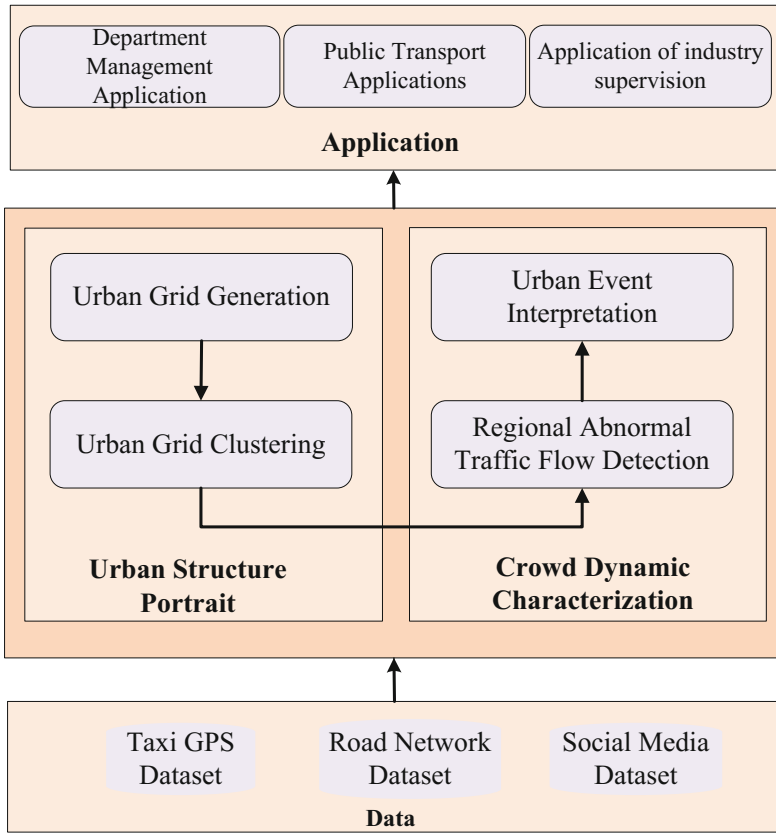 Department
Management
Application
Public Transport
Applications
Application of industry
supervision
Application
Urban Grid Generation
Urban Grid Clustering
Urban Structure
Portrait
Urban Event
Interpretation
Regional Abnormal
Traffic Flow Detection
Crowd Dynamic
Characterization
Taxi GPS
Dataset
Road Network
Dataset
Social Media
Dataset
Data